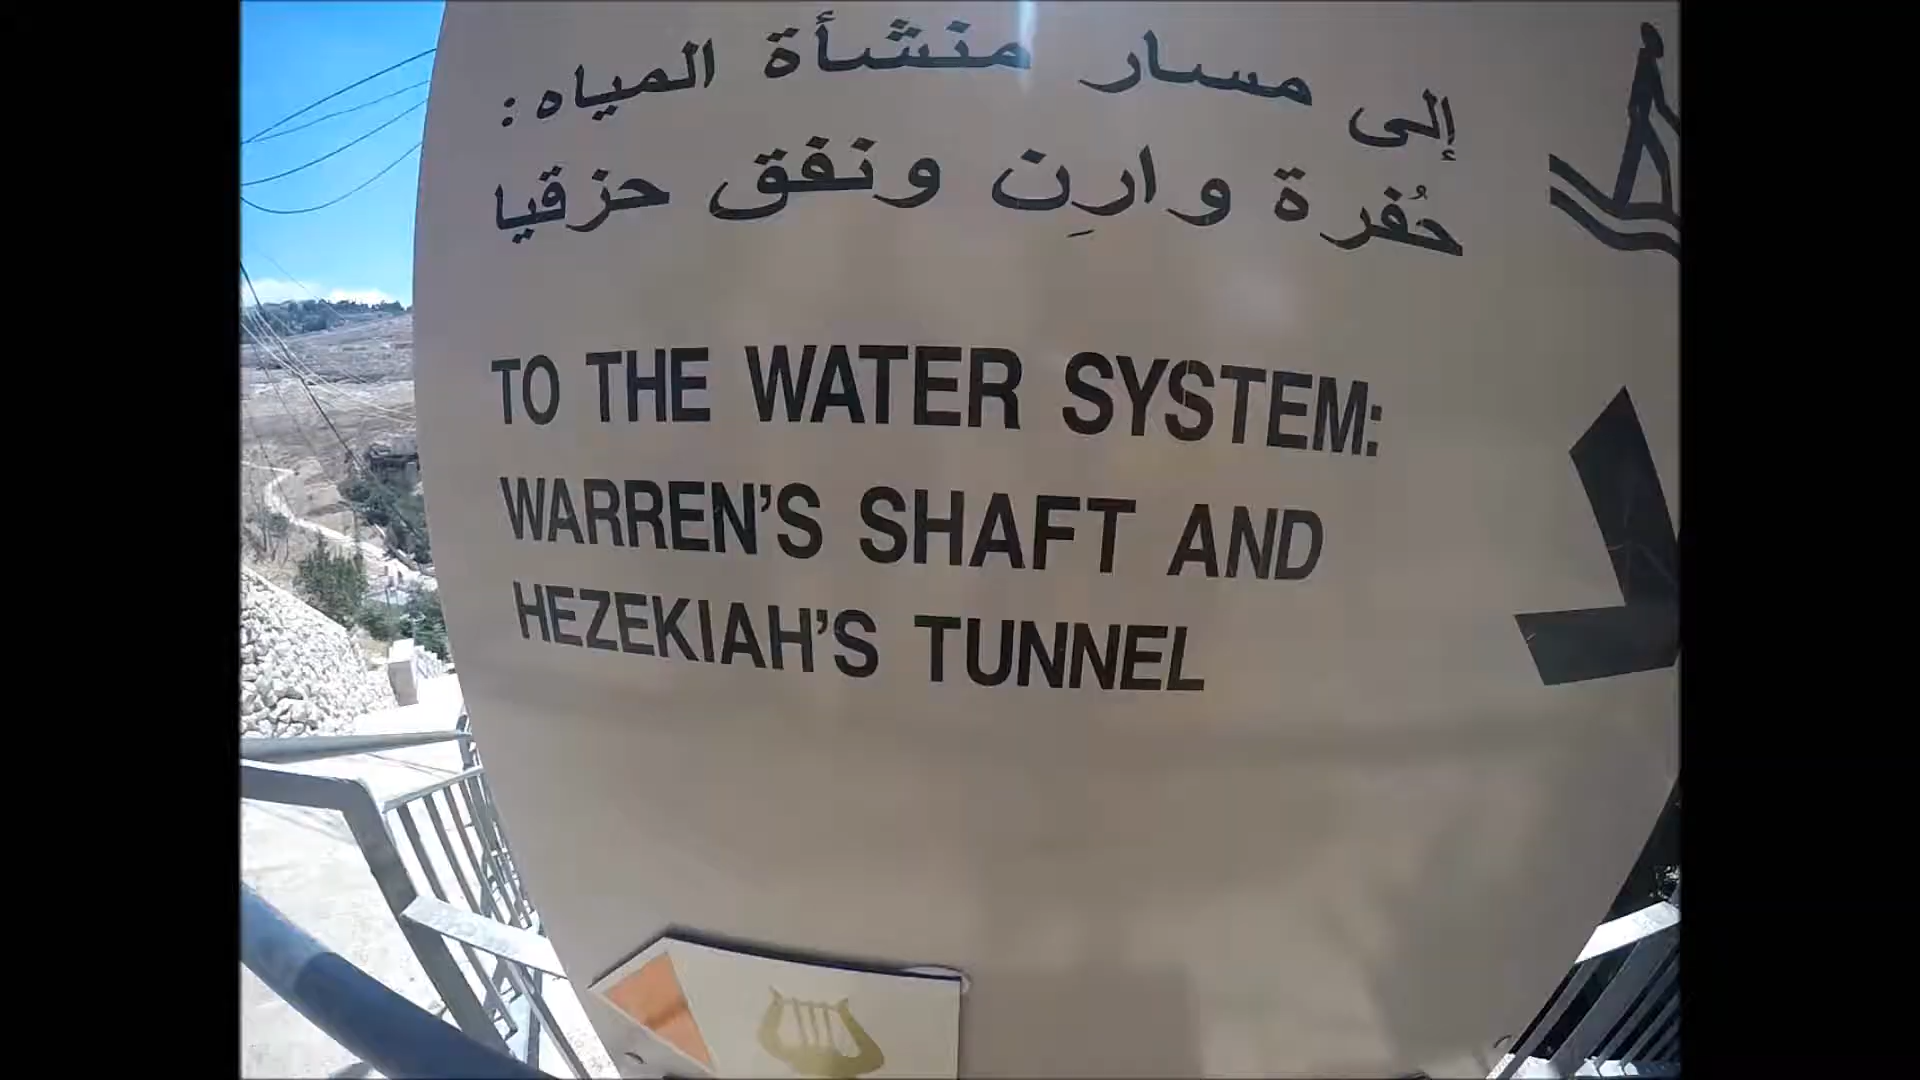 إلى مسار منشأة المياه:
حُفرة وارِن ونفق حزقيا
TO THE WATER SYSTEM:
WARREN'S SHAFT AND
HEZEKIAH'S TUNNEL